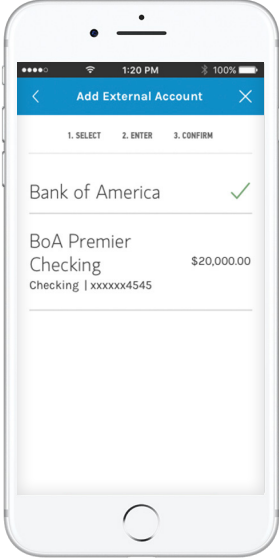 1:20 PM 100%
Add External Account
1. SELECT 2. ENTER 3. CONFIRM
Bank of America
BoA Premier
Checking
$20,000.00
Checking | xxxxxx4545